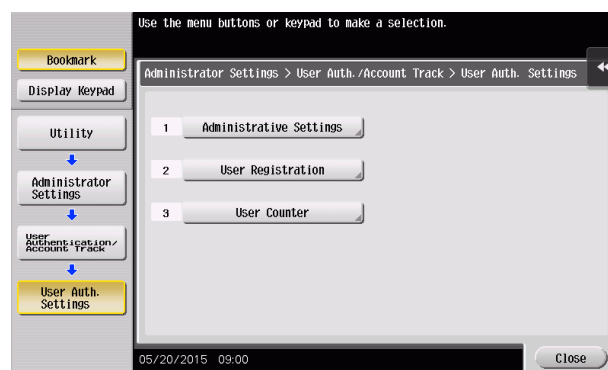 Use the menu buttons or keypad to make a selection.
Bookmark
Display Keypad
Utility
Administrator
Settings
User
Authentication/
Account Track
User Auth.
Settings
Administrator Settings > User Auth./Account Track > User Auth. Settings
1 Administrative Settings
2 User Registration
3 User Counter
05/20/2015 09:00
Close